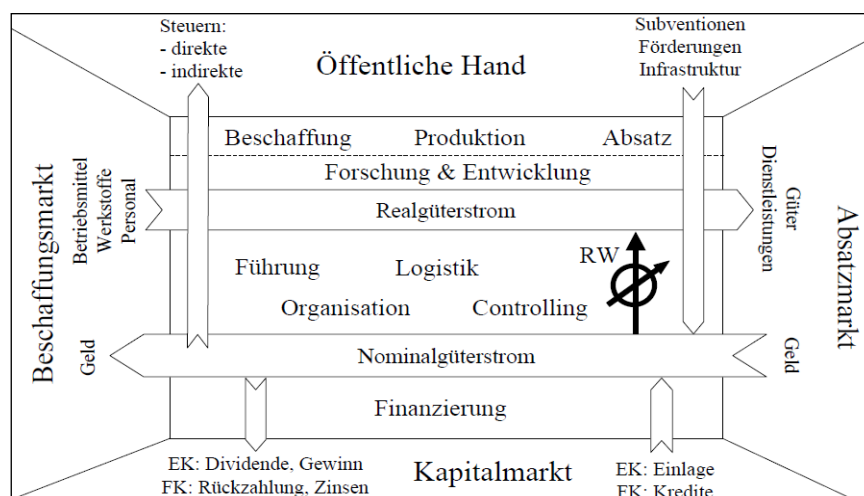 Steuern:
- direkte
- indirekte
Öffentliche Hand
Subventionen
Förderungen
Infrastruktur
Beschaffung Produktion Absatz
Forschung & Entwicklung
Beschaffungsmarkt
Betriebsmittel
Werkstoffe
Personal
Realgüterstrom
Güter
Dienstleistungen
Absatzmarkt
Führung Logistik RW
Organisation Controlling
Geld
Nominalgüterstrom
Geld
Finanzierung
EK: Dividende, Gewinn
FK: Rückzahlung, Zinsen
Kapitalmarkt
EK: Einlage
FK: Kredite